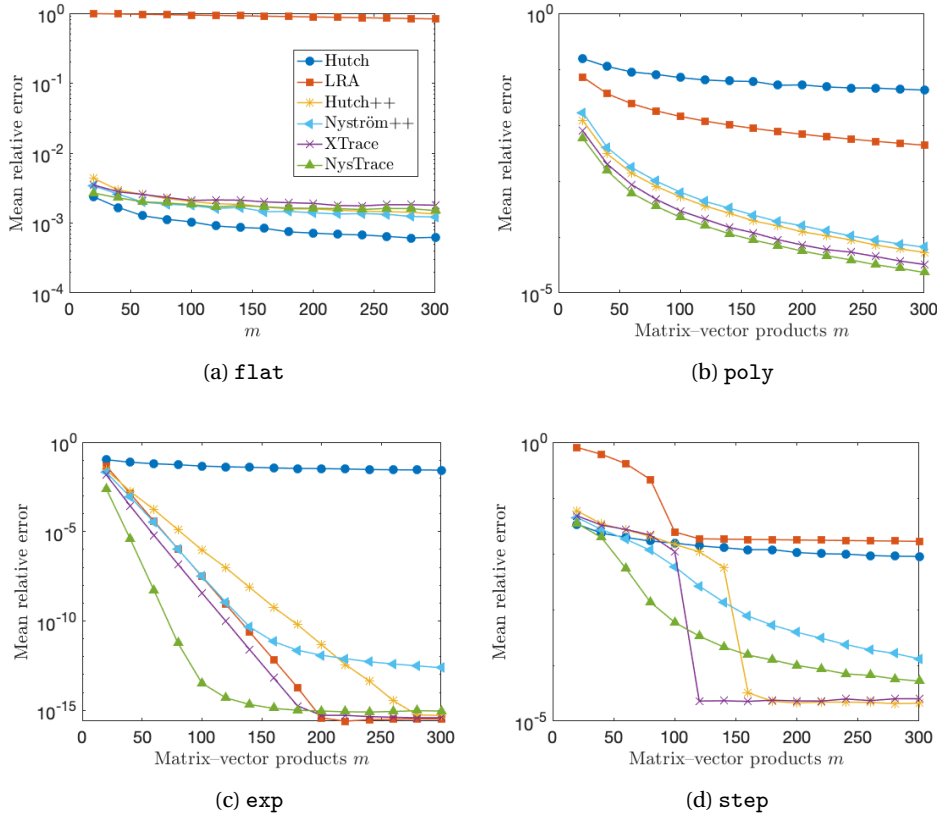 10^0
10^-1
10^-2
10^-3
10^-4
Mean relative error
0 50 100 150 200 250 300
m
Hutch
LRA
Hutch++
Nyström++
XTrace
NysTrace
(a) flat
10^0
10^-5
Mean relative error
0 50 100 150 200 250 300
Matrix–vector products m
(b) poly
10^0
10^-5
10^-10
10^-15
Mean relative error
0 50 100 150 200 250 300
Matrix–vector products m
(c) exp
10^0
10^-5
Mean relative error
0 50 100 150 200 250 300
Matrix–vector products m
(d) step